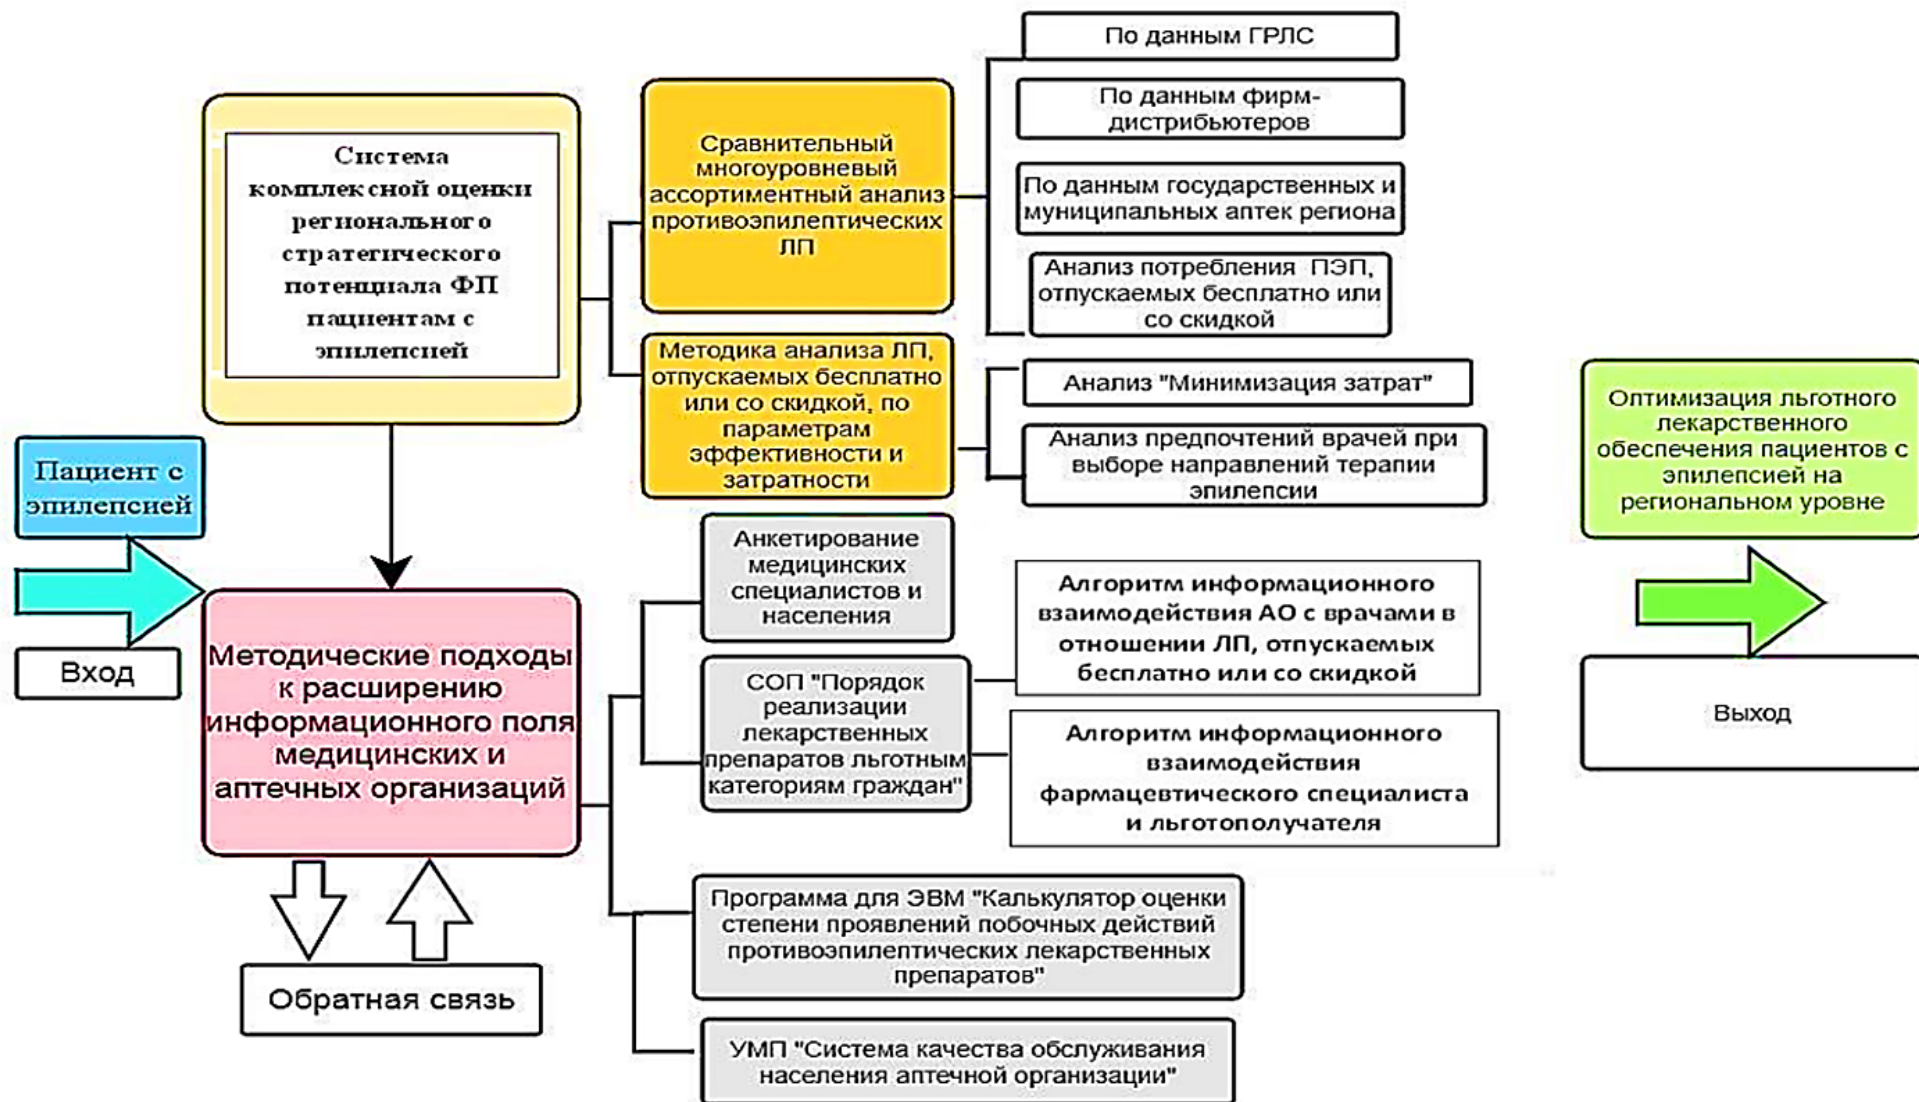 Система
комплексной оценки
регионального
стратегического
потенциала ФП
пациентам с
эпилепсией
Сравнительный
многоуровневый
ассортиментный анализ
противоэпилептических
ЛП
По данным ГРЛС
По данным фирм-
дистрибьютеров
По данным государственных и
муниципальных аптек региона
Анализ потребления ПЭП,
отпускаемых бесплатно или
со скидкой
Методика анализа ЛП,
отпускаемых бесплатно
или со скидкой, по
параметрам
эффективности и
затратности
Анализ "Минимизация затрат"
Анализ предпочтений врачей при
выборе направлений терапии
эпилепсии
Пациент с
эпилепсией
Вход
Методические подходы
к расширению
информационного поля
медицинских и
аптечных организаций
Обратная связь
Анкетирование
медицинских
специалистов и
населения
СОП "Порядок
реализации
лекарственных
препаратов льготным
категориям граждан"
Алгоритм информационного
взаимодействия АО с врачами в
отношении ЛП, отпускаемых
бесплатно или со скидкой
Алгоритм информационного
взаимодействия
фармацевтического специалиста
и льготополучателя
Программа для ЭВМ "Калькулятор оценки
степени проявлений побочных действий
противоэпилептических лекарственных
препаратов"
УМП "Система качества обслуживания
населения аптечной организации"
Оптимизация льготного
лекарственного
обеспечения пациентов с
эпилепсией на
региональном уровне
Выход